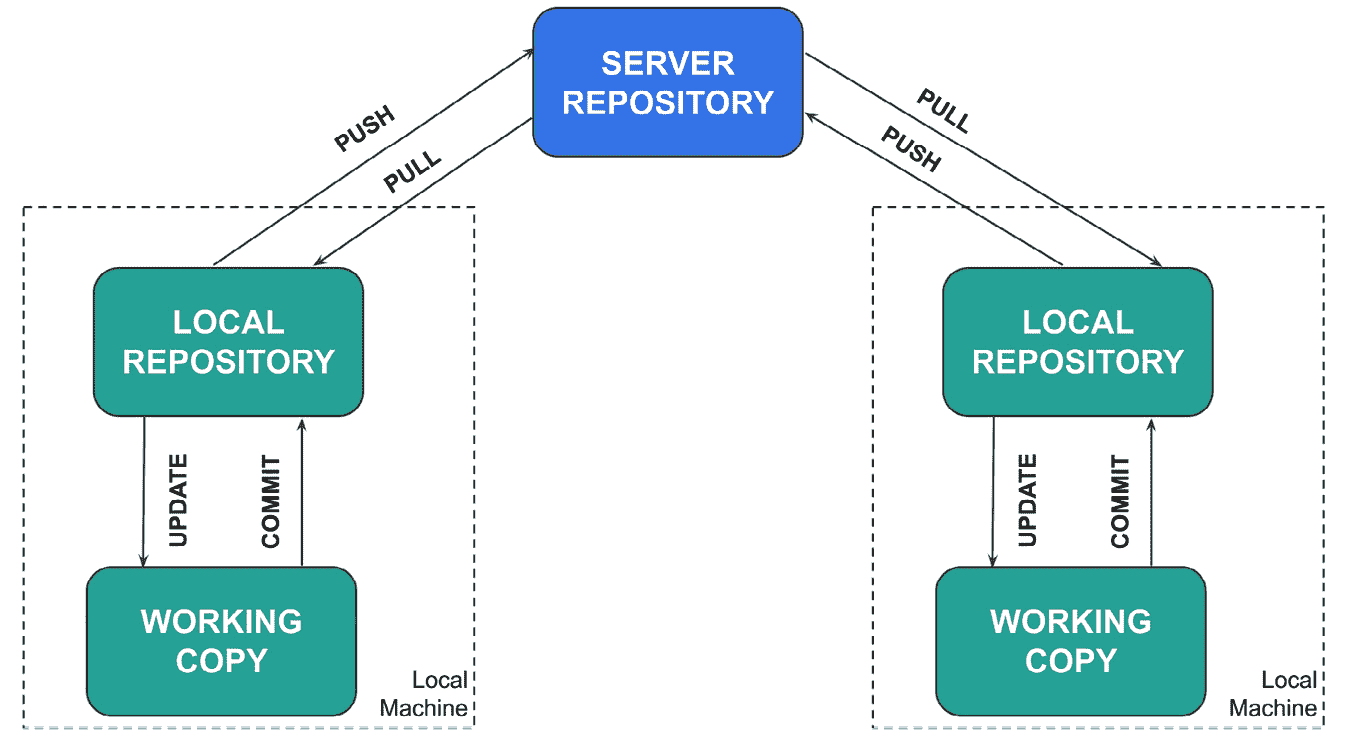 SERVER
REPOSITORY
PUSH
PULL
PULL
PUSH
LOCAL
REPOSITORY
UPDATE
COMMIT
WORKING
COPY
Local
Machine
LOCAL
REPOSITORY
UPDATE
COMMIT
WORKING
COPY
Local
Machine